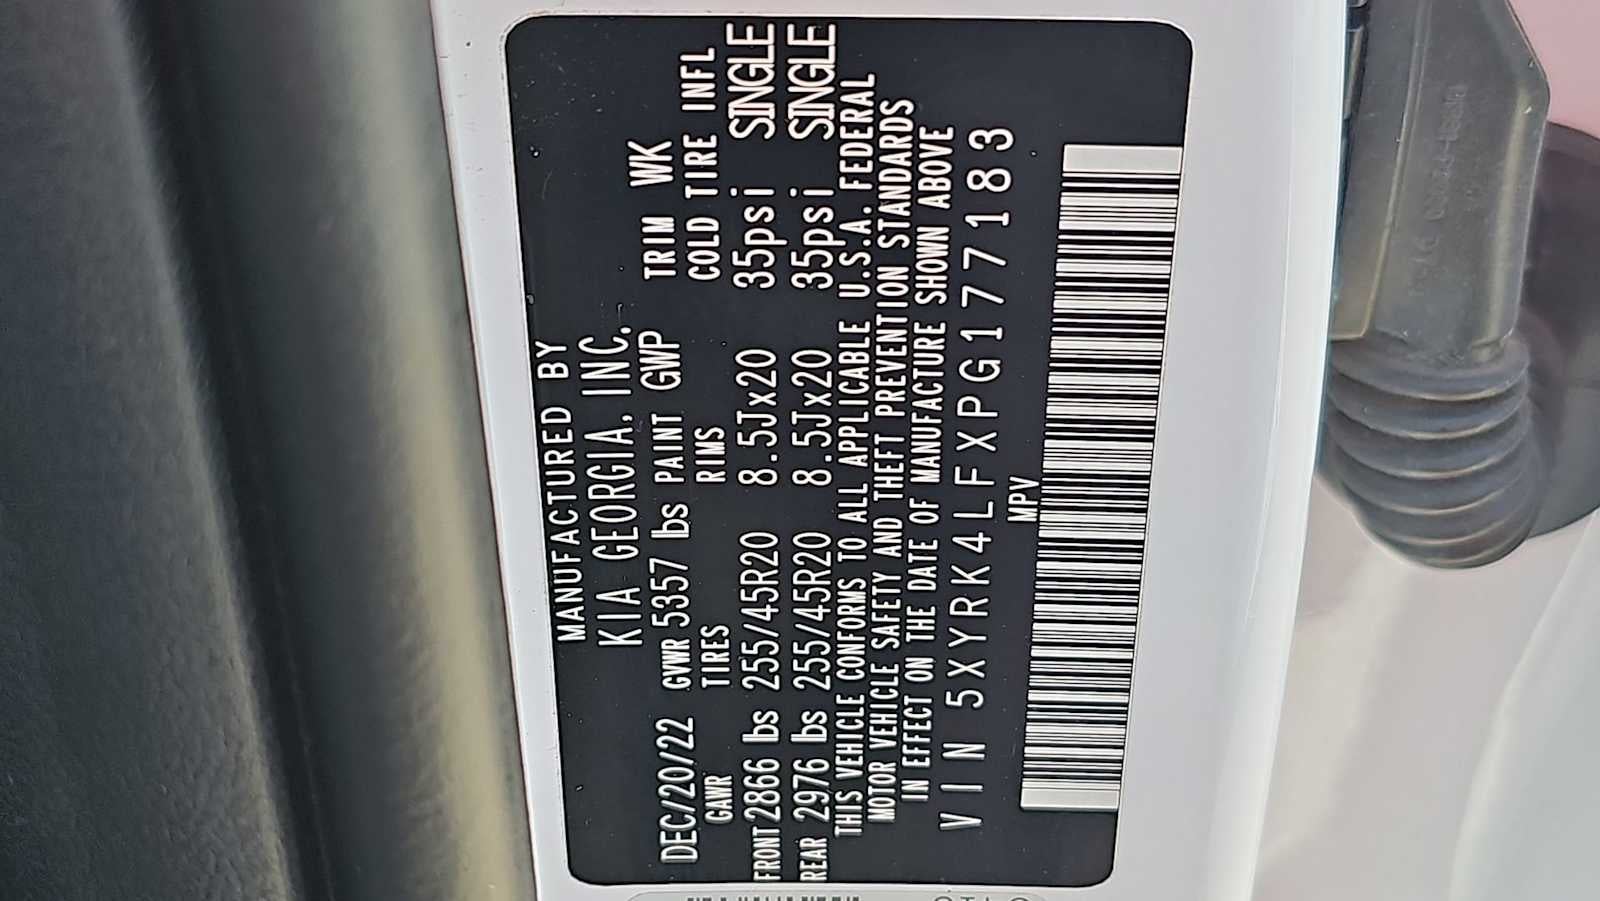 MANUFACTURED BY
KIA GEORGIA, INC.
DEC/20/22 GVWR 5357 lbs PAINT GWP TRIM WK
GAWR TIRES RIMS COLD TIRE INFL
FRONT 2866 lbs 255/45R20 8.5Jx20 35psi SINGLE
REAR 2976 lbs 255/45R20 8.5Jx20 35psi SINGLE
THIS VEHICLE CONFORMS TO ALL APPLICABLE U.S.A. FEDERAL
MOTOR VEHICLE SAFETY AND THEFT PREVENTION STANDARDS
IN EFFECT ON THE DATE OF MANUFACTURE SHOWN ABOVE
VIN 5XYRK4LFXPG177183
MPV